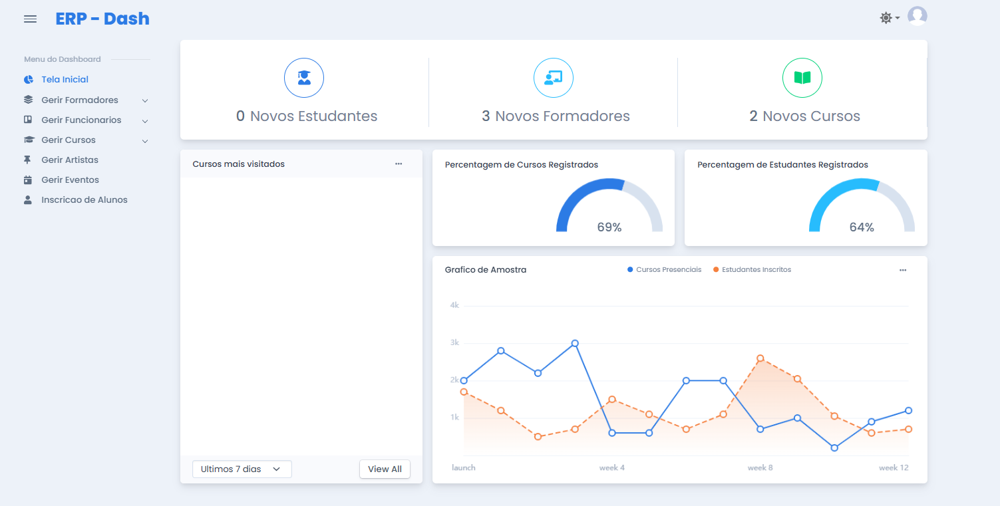 ERP - Dash
Menu do Dashboard
Tela Inicial
Gerir Formadores
Gerir Funcionarios
Gerir Cursos
Gerir Artistas
Gerir Eventos
Inscricao de Alunos
0 Novos Estudantes
3 Novos Formadores
2 Novos Cursos
Cursos mais visitados
Ultimos 7 dias
View All
Percentagem de Cursos Registrados
69%
Percentagem de Estudantes Registrados
64%
Grafico de Amostra
Cursos Presenciais
Estudantes Inscritos
4k
3k
2k
1k
launch
week 4
week 8
week 12